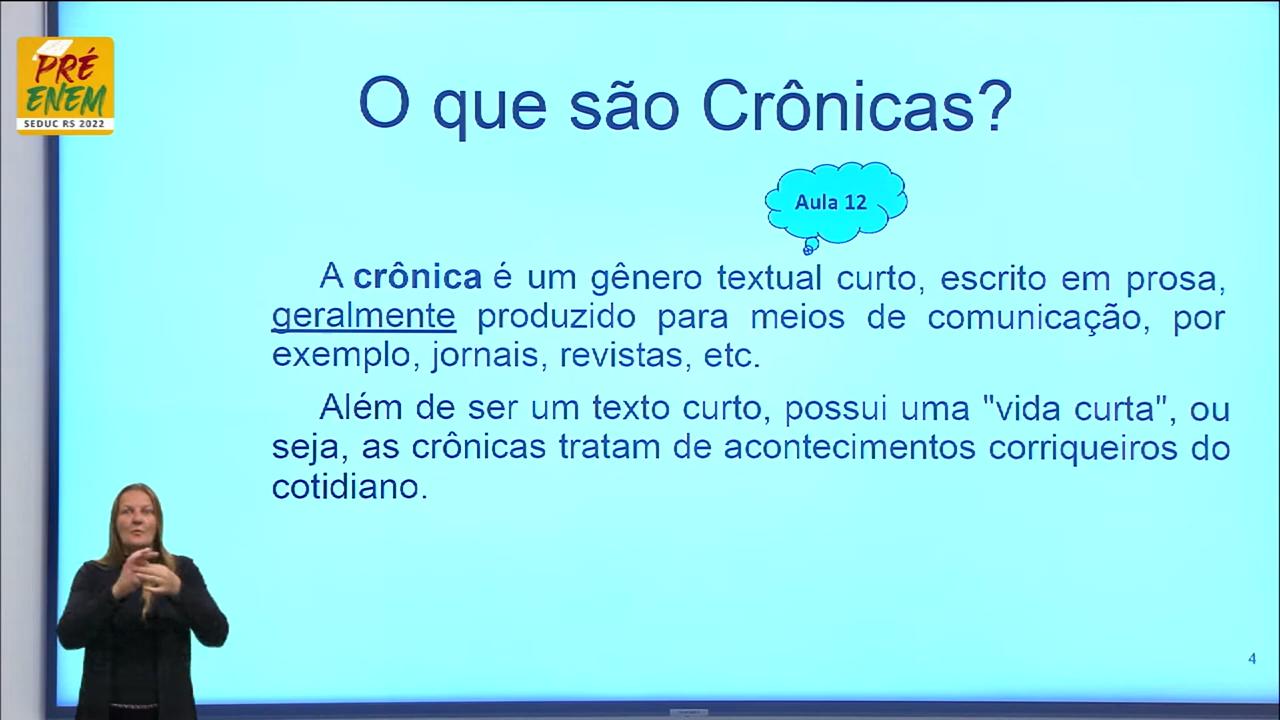 PRÉ
ENEM
SEDUC RS 2022
O que são Crônicas?
Aula 12
A crônica é um gênero textual curto, escrito em prosa,
geralmente produzido para meios de comunicação, por
exemplo, jornais, revistas, etc.
Além de ser um texto curto, possui uma "vida curta", ou
seja, as crônicas tratam de acontecimentos corriqueiros do
cotidiano.
4